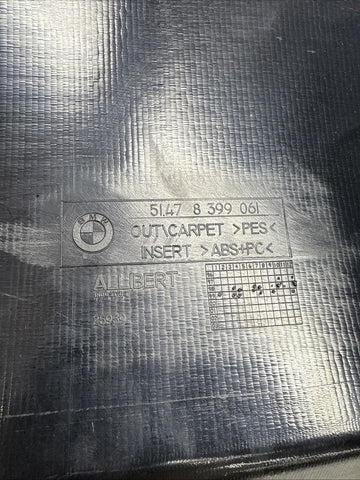 BMW
51.47 8 399 061
OUT\CARPET >PES<
INSERT >ABS+PC<
ALLIBERT